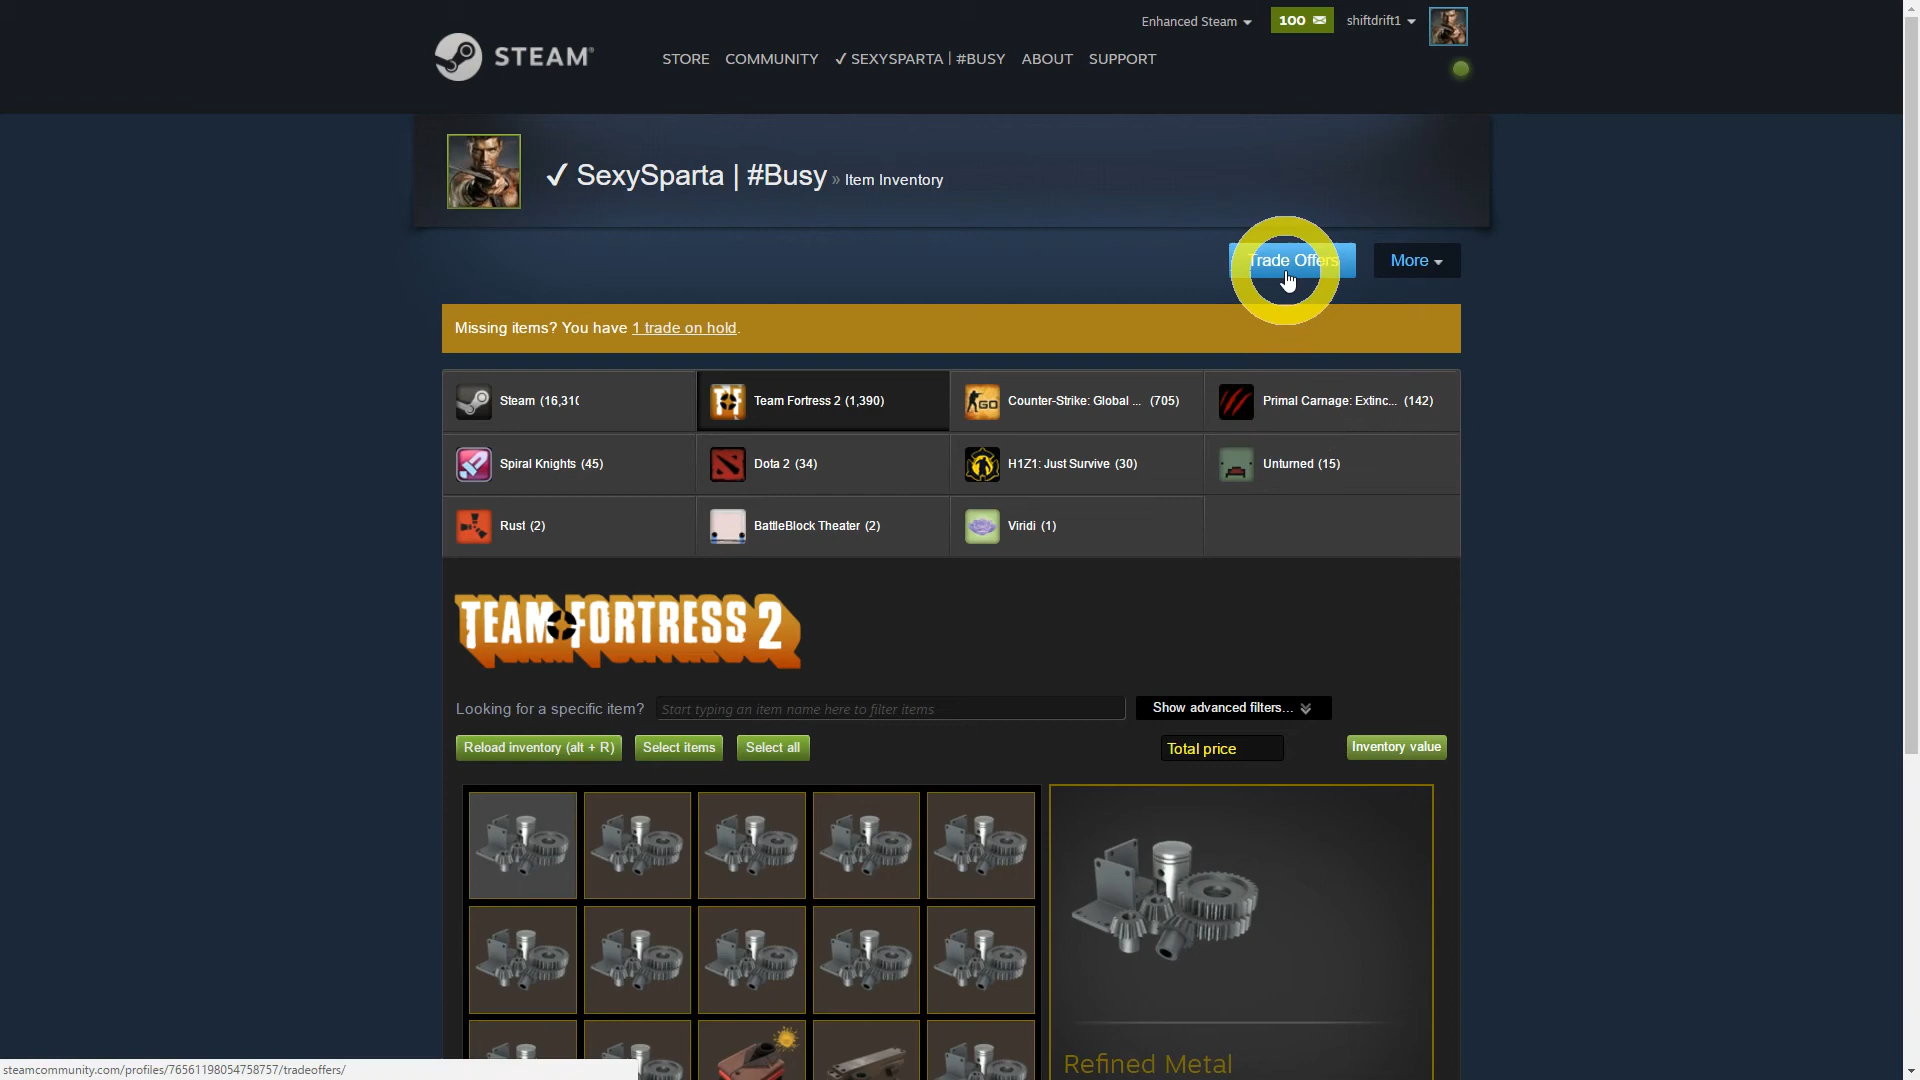 Enhanced Steam
100
shiftdrift1
STEAM®
STORE
COMMUNITY
✓ SEXYSPARTA | #BUSY
ABOUT
SUPPORT
✓ SexySparta | #Busy » Item Inventory
Trade Offers
More
Missing items? You have 1 trade on hold.
Steam (16,310
Team Fortress 2 (1,390)
Counter-Strike: Global ... (705)
Primal Carnage: Extinc... (142)
Spiral Knights (45)
Dota 2 (34)
H1Z1: Just Survive (30)
Unturned (15)
Rust (2)
BattleBlock Theater (2)
Viridi (1)
TEAM FORTRESS 2
Looking for a specific item?
Start typing an item name here to filter items
Show advanced filters...
Reload inventory (alt + R)
Select items
Select all
Total price
Inventory value
Refined Metal
steamcommunity.com/profiles/76561198054758757/tradeoffers/